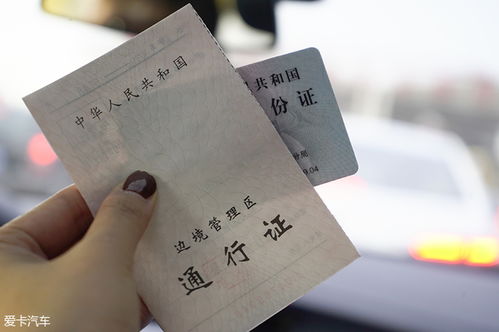 中华人民共和国
边境管理区
通行证
共和国
份证
爱卡汽车